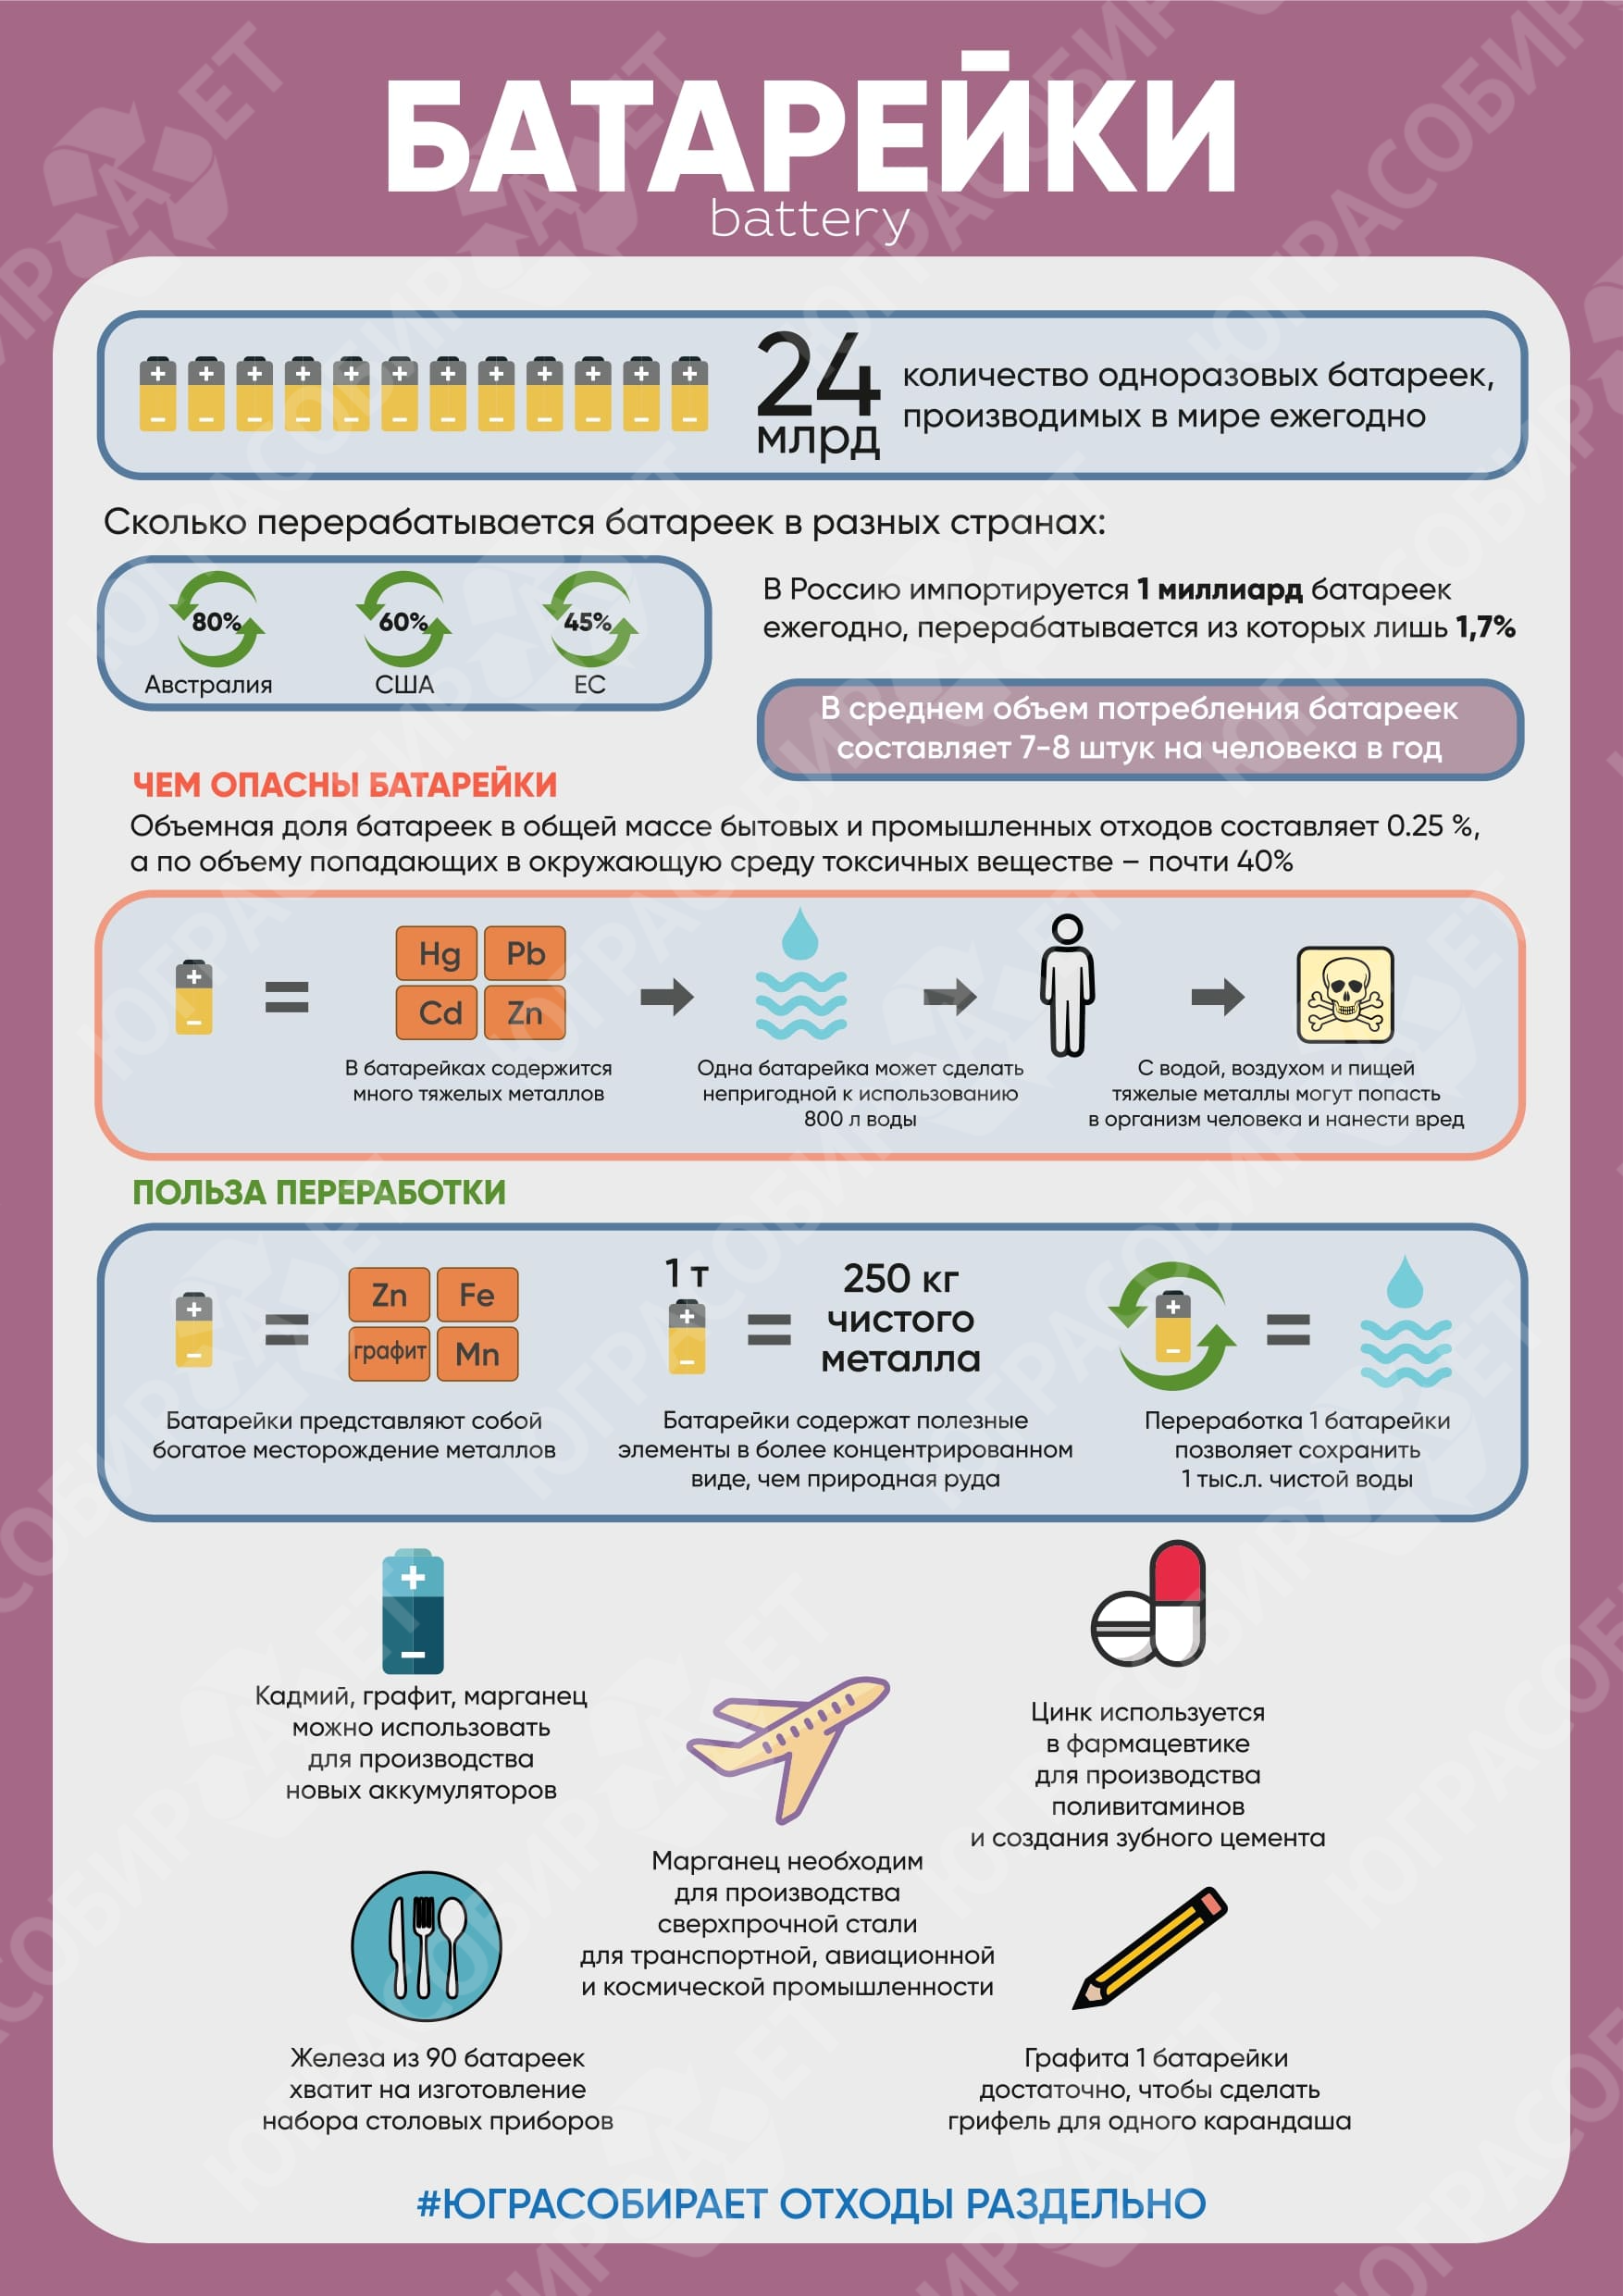 БАТАРЕЙКИ
battery
24
млрд
количество одноразовых батареек,
производимых в мире ежегодно
Сколько перерабатывается батареек в разных странах:
80%
Австралия
60%
США
45%
ЕС
В Россию импортируется 1 миллиард батареек
ежегодно, перерабатывается из которых лишь 1,7%
В среднем объем потребления батареек
составляет 7-8 штук на человека в год
ЧЕМ ОПАСНЫ БАТАРЕЙКИ
Объемная доля батареек в общей массе бытовых и промышленных отходов составляет 0.25 %,
а по объему попадающих в окружающую среду токсичных веществе – почти 40%
Hg Pb
Cd Zn
В батарейках содержится
много тяжелых металлов
Одна батарейка может сделать
непригодной к использованию
800 л воды
С водой, воздухом и пищей
тяжелые металлы могут попасть
в организм человека и нанести вред
ПОЛЬЗА ПЕРЕРАБОТКИ
Zn Fe
графит Mn
Батарейки представляют собой
богатое месторождение металлов
1 т
250 кг
чистого
металла
Батарейки содержат полезные
элементы в более концентрированном
виде, чем природная руда
Переработка 1 батарейки
позволяет сохранить
1 тыс.л. чистой воды
Кадмий, графит, марганец
можно использовать
для производства
новых аккумуляторов
Марганец необходим
для производства
сверхпрочной стали
для транспортной, авиационной
и космической промышленности
Цинк используется
в фармацевтике
для производства
поливитаминов
и создания зубного цемента
Железа из 90 батареек
хватит на изготовление
набора столовых приборов
Графита 1 батарейки
достаточно, чтобы сделать
грифель для одного карандаша
#ЮГРАСОБИРАЕТ ОТХОДЫ РАЗДЕЛЬНО